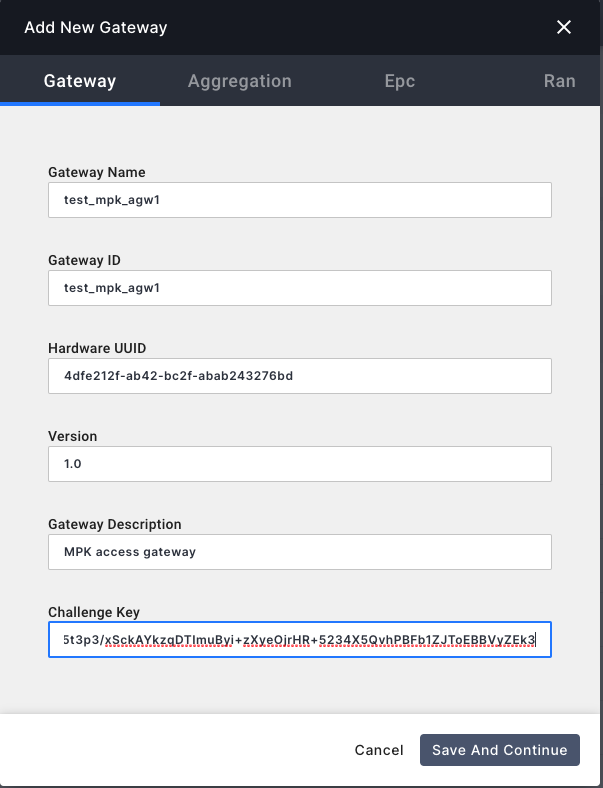 Add New Gateway
Gateway Aggregation Epc Ran
Gateway Name
test_mpk_agw1
Gateway ID
test_mpk_agw1
Hardware UUID
4dfe212f-ab42-bc2f-abab243276bd
Version
1.0
Gateway Description
MPK access gateway
Challenge Key
5t3p3/xSckAYkzqDTImuByi+zXyeOjrHR+5234X5QvhPBFb1ZJToEBBVyZEk3
Cancel Save And Continue